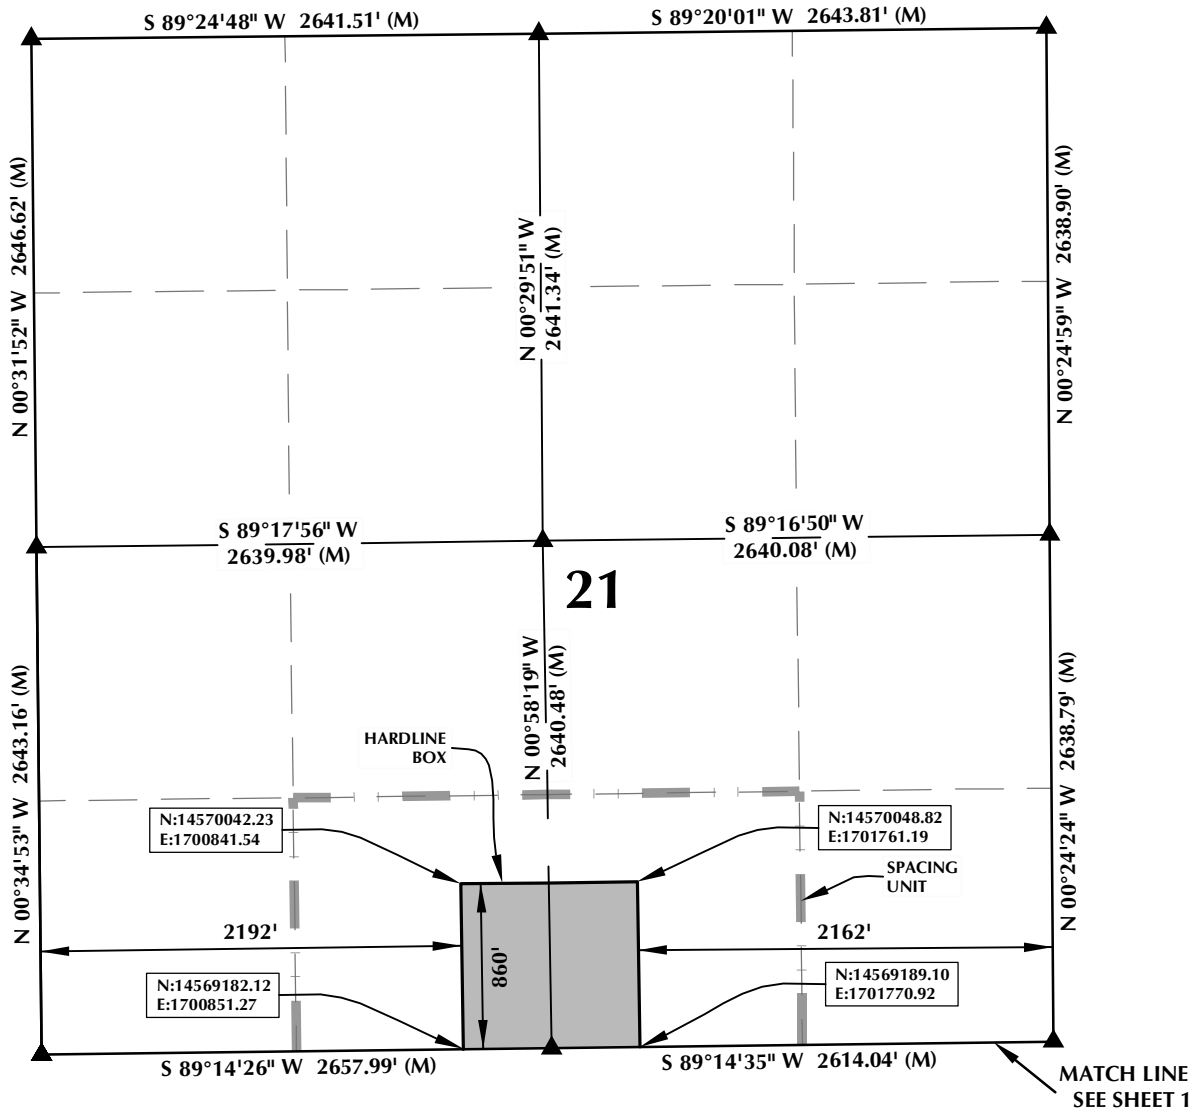 S 89°24'48" W 2641.51' (M)
S 89°20'01" W 2643.81' (M)
N 00°31'52" W 2646.62' (M)
N 00°29'51" W
2641.34' (M)
N 00°24'59" W 2638.90' (M)
S 89°17'56" W
2639.98' (M)
S 89°16'50" W
2640.08' (M)
21
N 00°34'53" W 2643.16' (M)
N 00°58'19" W
2640.48' (M)
N 00°24'24" W 2638.79' (M)
HARDLINE
BOX
N:14570042.23
E:1700841.54
N:14570048.82
E:1701761.19
SPACING
UNIT
2192'
860'
2162'
N:14569182.12
E:1700851.27
N:14569189.10
E:1701770.92
S 89°14'26" W 2657.99' (M)
S 89°14'35" W 2614.04' (M)
MATCH LINE
SEE SHEET 1